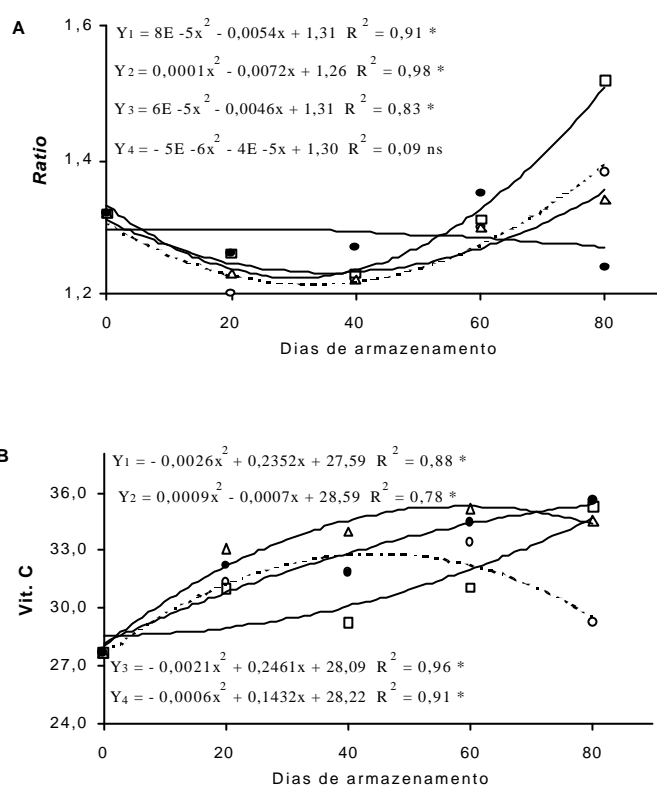 A
1,6
Y1 = 8E -5x² - 0,0054x + 1,31 R² = 0,91 *
Y2 = 0,0001x² - 0,0072x + 1,26 R² = 0,98 *
Y3 = 6E -5x² - 0,0046x + 1,31 R² = 0,83 *
Y4 = - 5E -6x² - 4E -5x + 1,30 R² = 0,09 ns
Ratio
1,4
1,2
0 20 40 60 80
Dias de armazenamento
B
Y1 = - 0,0026x² + 0,2352x + 27,59 R² = 0,88 *
Y2 = 0,0009x² - 0,0007x + 28,59 R² = 0,78 *
36,0
33,0
Vit. C
30,0
27,0
Y3 = - 0,0021x² + 0,2461x + 28,09 R² = 0,96 *
Y4 = - 0,0006x² + 0,1432x + 28,22 R² = 0,91 *
24,0
0 20 40 60 80
Dias de armazenamento